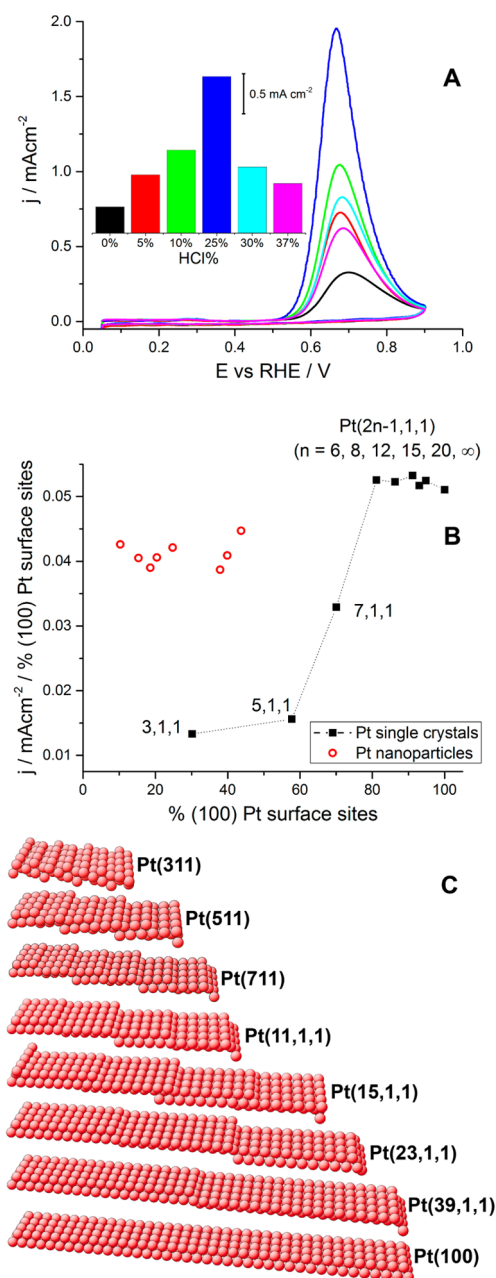 A
2.0
1.5
1.0
0.5
0.0
j / mAcm⁻²
0.5 mA cm⁻²
0% 5% 10% 25% 30% 37%
HCl%
0.0 0.2 0.4 0.6 0.8 1.0
E vs RHE / V
Pt(2n-1,1,1)
(n = 6, 8, 12, 15, 20, ∞)
B
0.05
0.04
0.03
0.02
0.01
j / mAcm⁻² / % (100) Pt surface sites
7,1,1
5,1,1
3,1,1
Pt single crystals
Pt nanoparticles
0 20 40 60 80 100
% (100) Pt surface sites
C
Pt(311)
Pt(511)
Pt(711)
Pt(11,1,1)
Pt(15,1,1)
Pt(23,1,1)
Pt(39,1,1)
Pt(100)